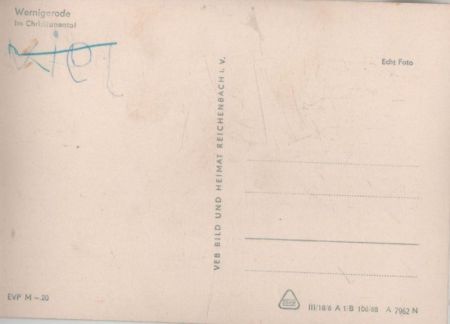 Wernigerode
Im Christianental
Echt Foto
VEB BILD UND HEIMAT REICHENBACH I. V.
EVP M -.20
III/18/6 A 1·B 106/68 A 7962 N